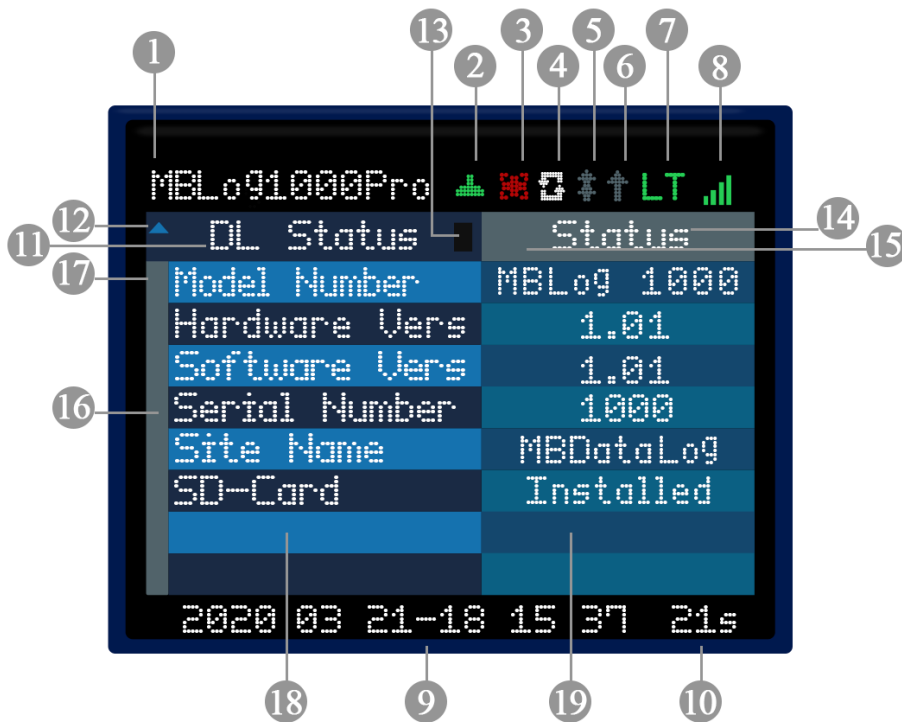 13 3 5 7
1 2 4 6 8
MBLog1000Pro LT
12 14
11 DL Status Status 15
17 Model Number MBLog 1000
Hardware Vers 1.01
Software Vers 1.01
16 Serial Number 1000
Site Name MBDataLog
SD-Card Installed
2020 03 21-18 15 37 21s
18 9 19 10